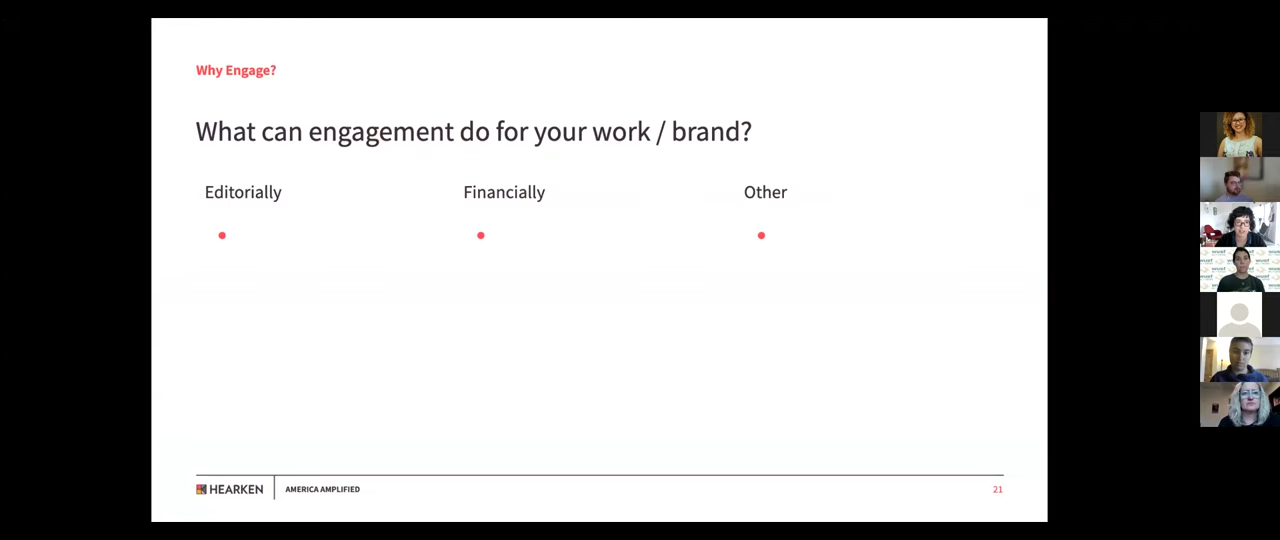 Why Engage?
What can engagement do for your work / brand?
Editorially
Financially
Other
HEARKEN
AMERICA AMPLIFIED
21